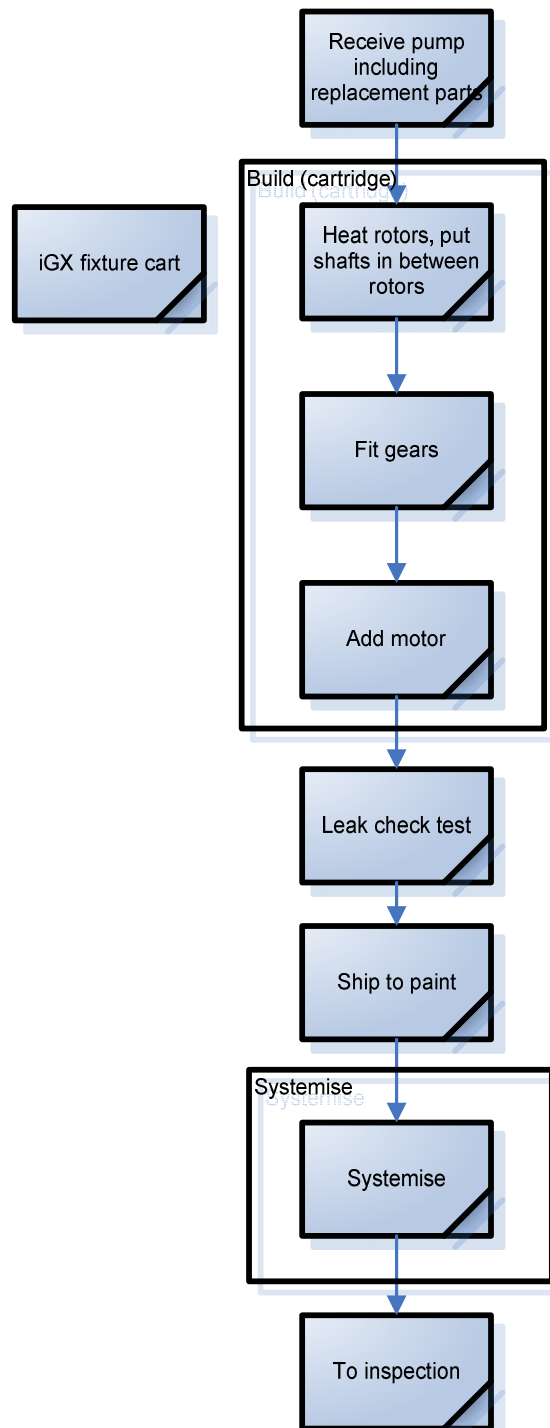 Receive pump
including
replacement parts
Build (cartridge)
iGX fixture cart
Heat rotors, put
shafts in between
rotors
Fit gears
Add motor
Leak check test
Ship to paint
Systemise
Systemise
To inspection